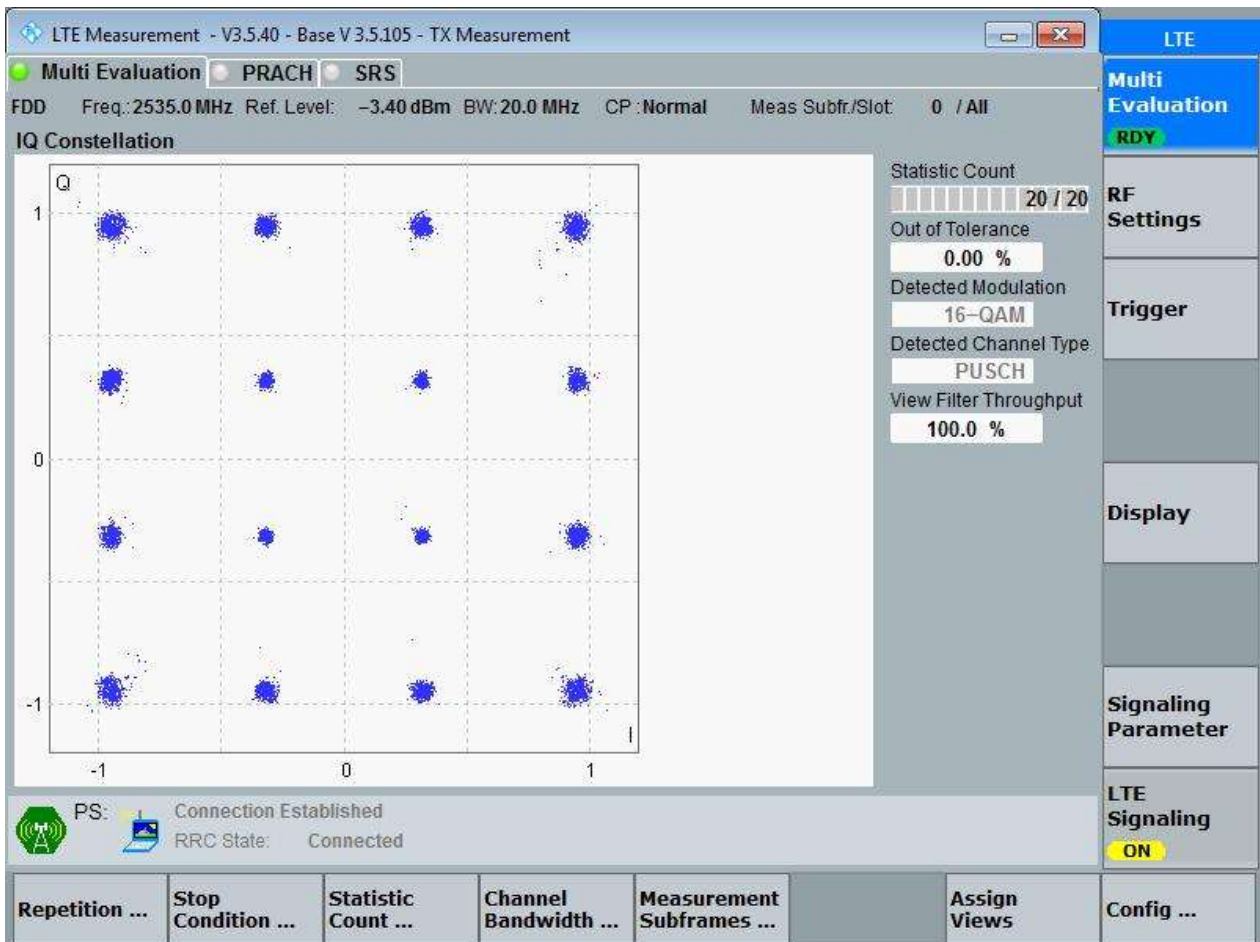 LTE Measurement - V3.5.40 - Base V 3.5.105 - TX Measurement
LTE
Multi Evaluation PRACH SRS
Multi
Evaluation
RDY
FDD Freq.: 2535.0 MHz Ref. Level: −3.40 dBm BW: 20.0 MHz CP : Normal Meas Subfr./Slot: 0 / All
IQ Constellation
Q
1
0
-1
I
-1 0 1
Statistic Count
20 / 20
Out of Tolerance
0.00 %
Detected Modulation
16−QAM
Detected Channel Type
PUSCH
View Filter Throughput
100.0 %
RF
Settings
Trigger
Display
Signaling
Parameter
LTE
Signaling
ON
PS: Connection Established
RRC State: Connected
Repetition ...
Stop
Condition ...
Statistic
Count ...
Channel
Bandwidth ...
Measurement
Subframes ...
Assign
Views
Config ...